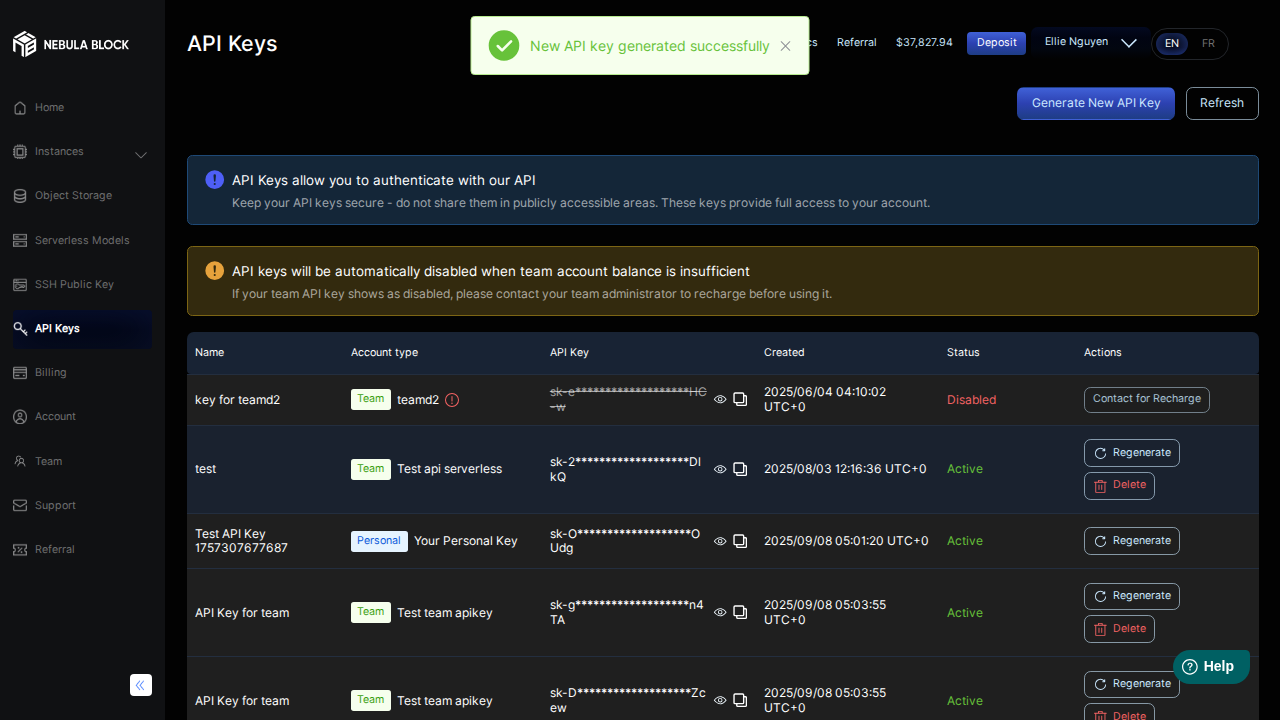 NEBULA BLOCK
Home
Instances
Object Storage
Serverless Models
SSH Public Key
API Keys
Billing
Account
Team
Support
Referral
API Keys
New API key generated successfully
cs
Referral
$37,827.94
Deposit
Ellie Nguyen
EN
FR
Generate New API Key
Refresh
API Keys allow you to authenticate with our API
Keep your API keys secure - do not share them in publicly accessible areas. These keys provide full access to your account.
API keys will be automatically disabled when team account balance is insufficient
If your team API key shows as disabled, please contact your team administrator to recharge before using it.
Name Account type API Key Created Status Actions
key for teamd2 Team teamd2 sk-e********************HC 2025/06/04 04:10:02 Disabled Contact for Recharge
-w UTC+0
test Team Test api serverless sk-2********************DI 2025/08/03 12:16:36 UTC+0 Active Regenerate
kQ
Delete
Test API Key Personal Your Personal Key sk-O********************O 2025/09/08 05:01:20 UTC+0 Active Regenerate
1757307677687 Udg
API Key for team Team Test team apikey sk-g********************n4 2025/09/08 05:03:55 Active Regenerate
TA UTC+0
Delete
API Key for team Team Test team apikey sk-D********************Zc 2025/09/08 05:03:55 Active Regenerate
ew UTC+0
Delete
Help